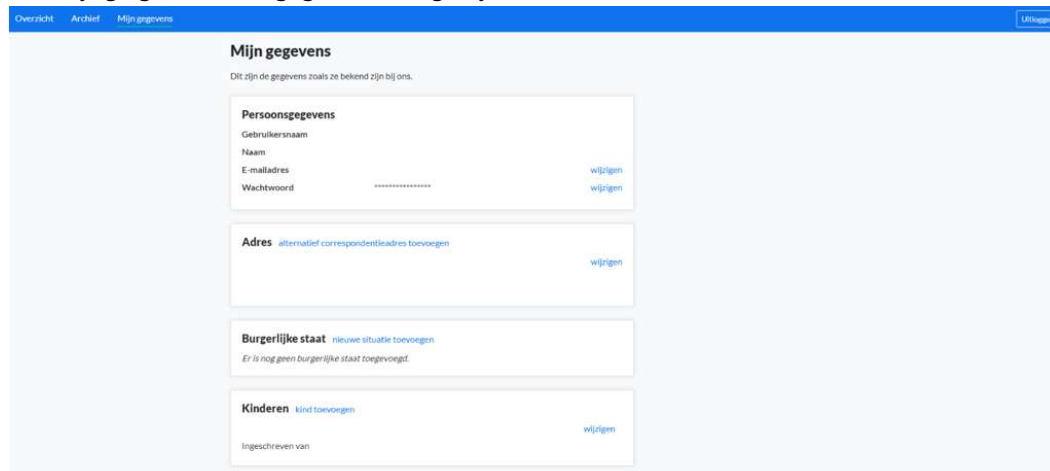 Overzicht Archief Mijn gegevens
Mijn gegevens
Dit zijn de gegevens zoals ze bekend zijn bij ons.
Persoonsgegevens
Gebruikersnaam
Naam
E-mailadres wijzigen
Wachtwoord **************** wijzigen
Adres alternatief correspondentieadres toevoegen
wijzigen
Burgerlijke staat nieuwe situatie toevoegen
Er is nog geen burgerlijke staat toegevoegd.
Kinderen kind toevoegen
wijzigen
Ingeschreven van